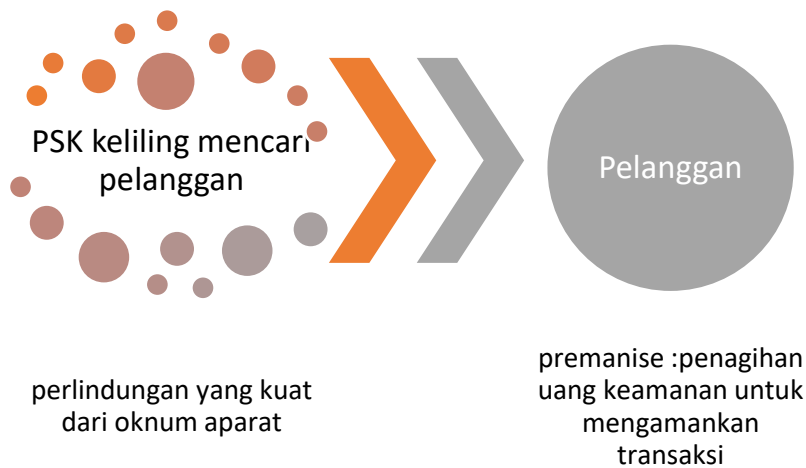 PSK keliling mencari
pelanggan
Pelanggan
perlindungan yang kuat
dari oknum aparat
premanise :penagihan
uang keamanan untuk
mengamankan
transaksi